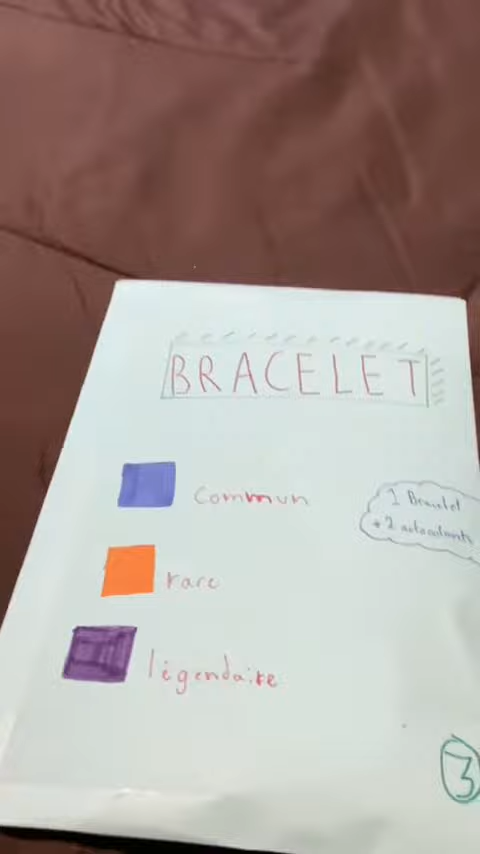 BRACELET
commun
1 Bracelet
+2 autocollants
rare
légendaire
3